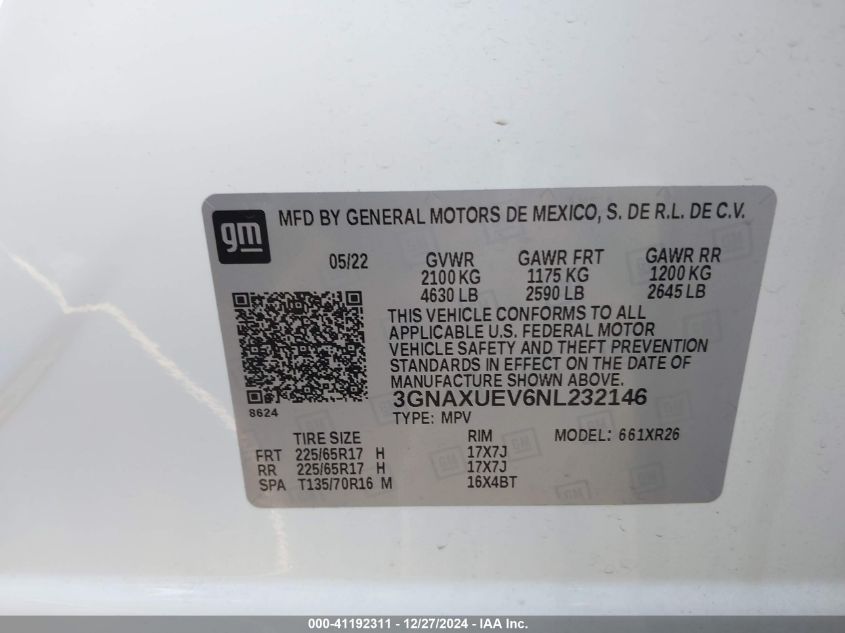 gm
MFD BY GENERAL MOTORS DE MEXICO, S. DE R.L. DE C.V.
05/22 GVWR GAWR FRT GAWR RR
2100 KG 1175 KG 1200 KG
4630 LB 2590 LB 2645 LB
THIS VEHICLE CONFORMS TO ALL
APPLICABLE U.S. FEDERAL MOTOR
VEHICLE SAFETY AND THEFT PREVENTION
STANDARDS IN EFFECT ON THE DATE OF
MANUFACTURE SHOWN ABOVE.
8624
3GNAXUEV6NL232146
TYPE: MPV
TIRE SIZE RIM MODEL: 661XR26
FRT 225/65R17 H 17X7J
RR 225/65R17 H 17X7J
SPA T135/70R16 M 16X4BT
000-41192311 - 12/27/2024 - IAA Inc.